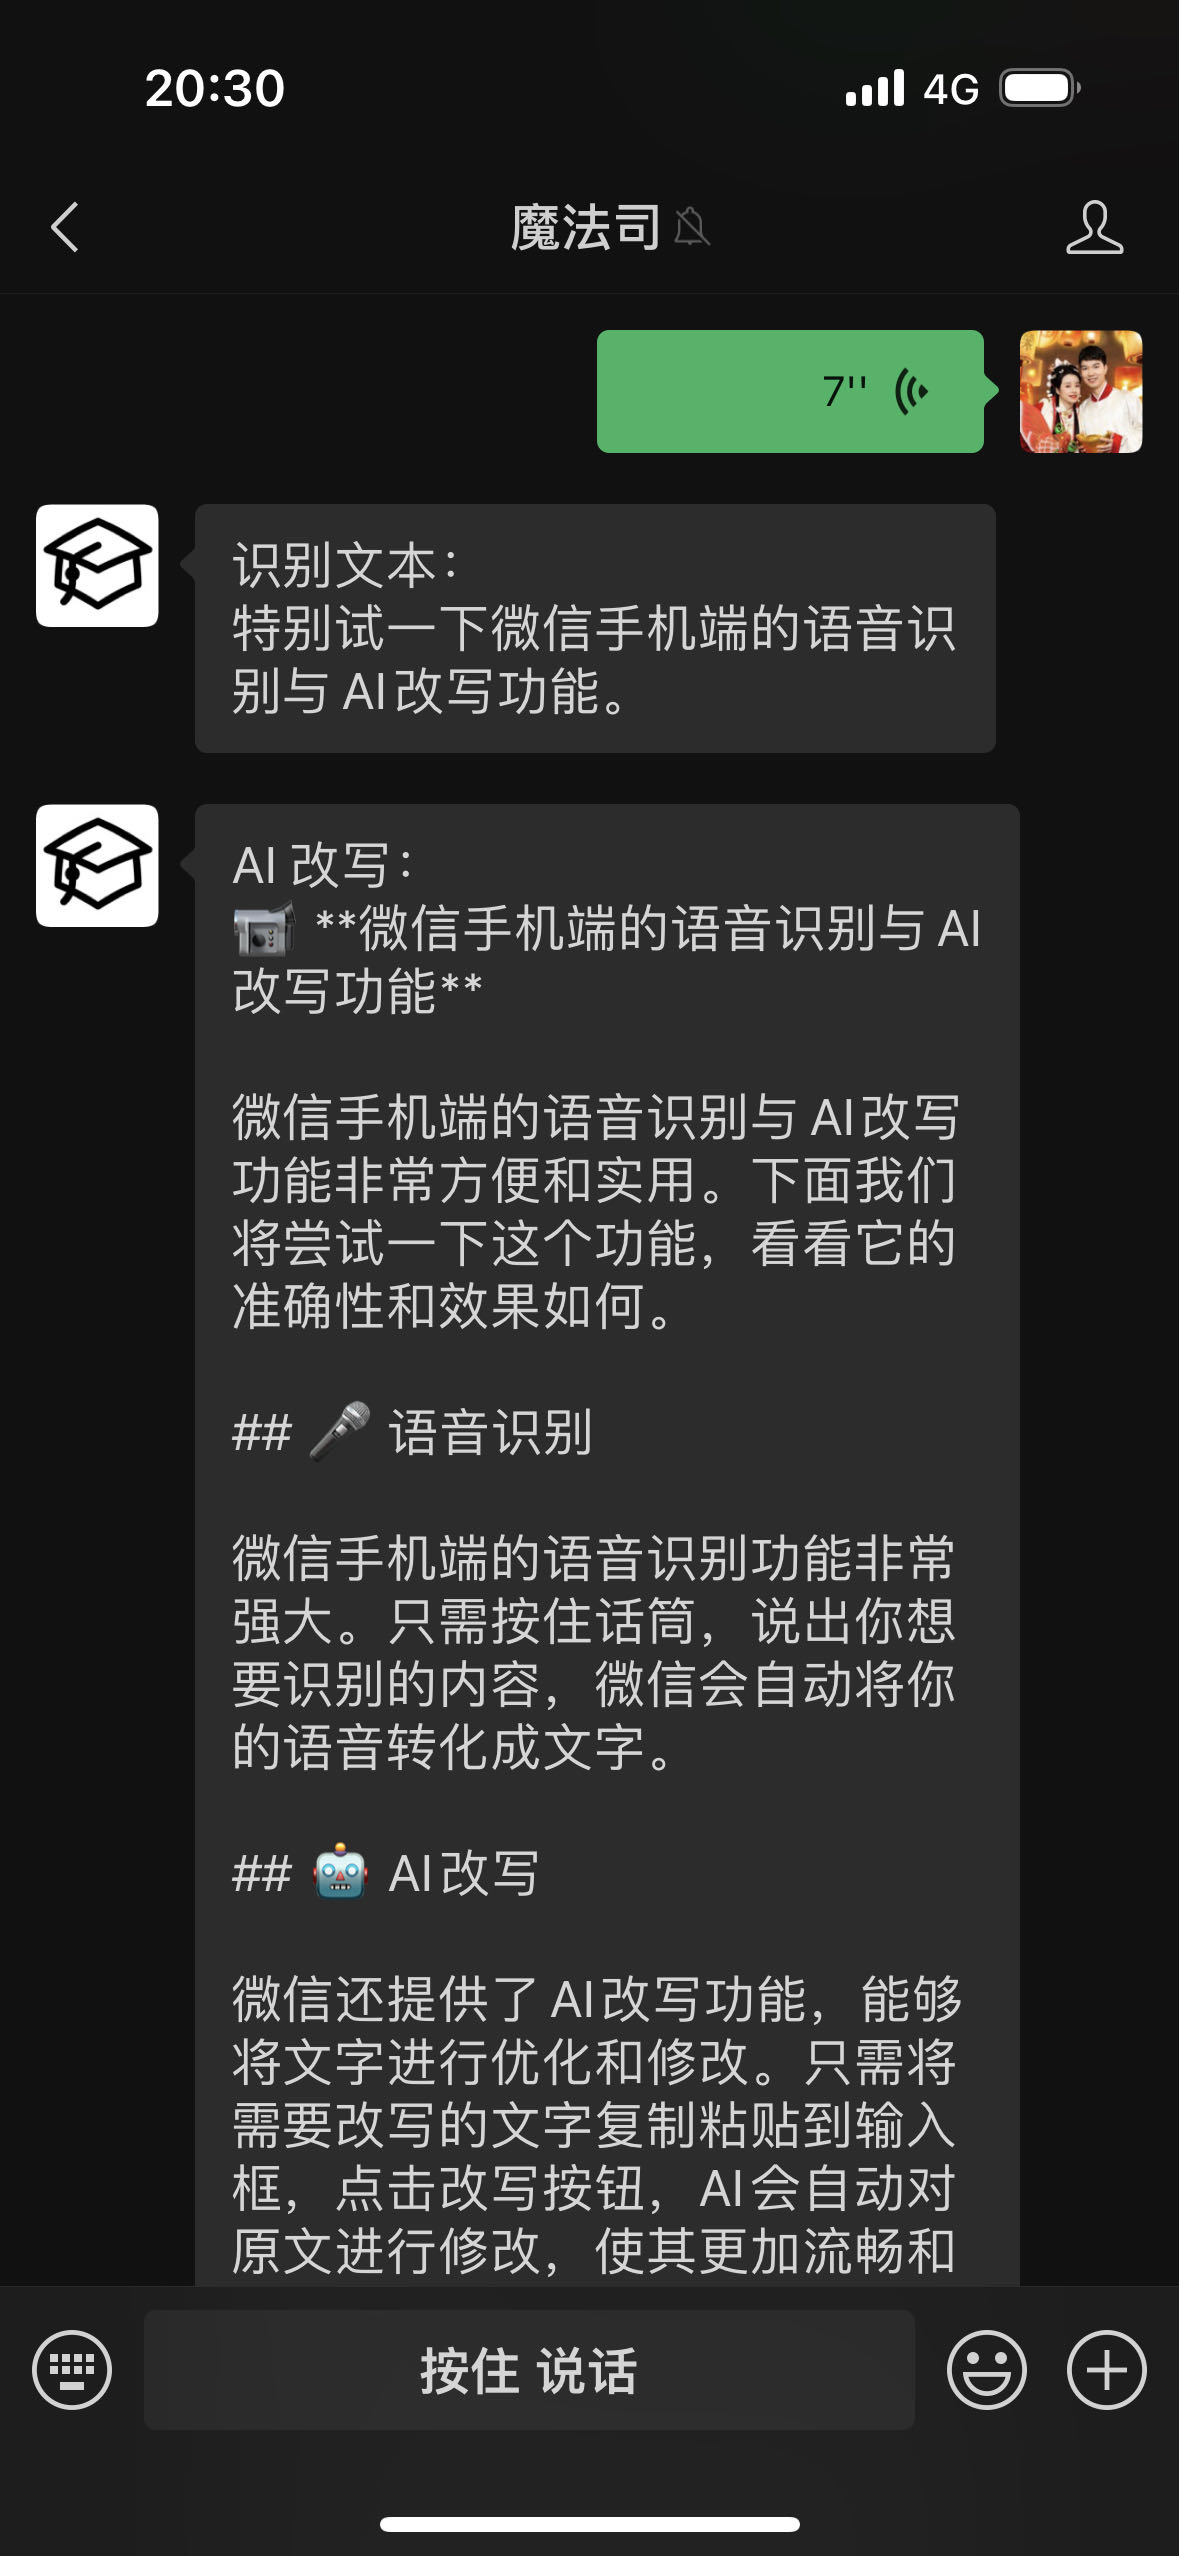 20:30
4G
魔法司
7''
识别文本：
特别试一下微信手机端的语音识
别与 AI改写功能。
AI 改写：
📹 **微信手机端的语音识别与 AI
改写功能**
微信手机端的语音识别与 AI改写
功能非常方便和实用。下面我们
将尝试一下这个功能，看看它的
准确性和效果如何。
## 🎤 语音识别
微信手机端的语音识别功能非常
强大。只需按住话筒，说出你想
要识别的内容，微信会自动将你
的语音转化成文字。
## 🤖 AI改写
微信还提供了 AI改写功能，能够
将文字进行优化和修改。只需将
需要改写的文字复制粘贴到输入
框，点击改写按钮，AI会自动对
原文进行修改，使其更加流畅和
按住 说话